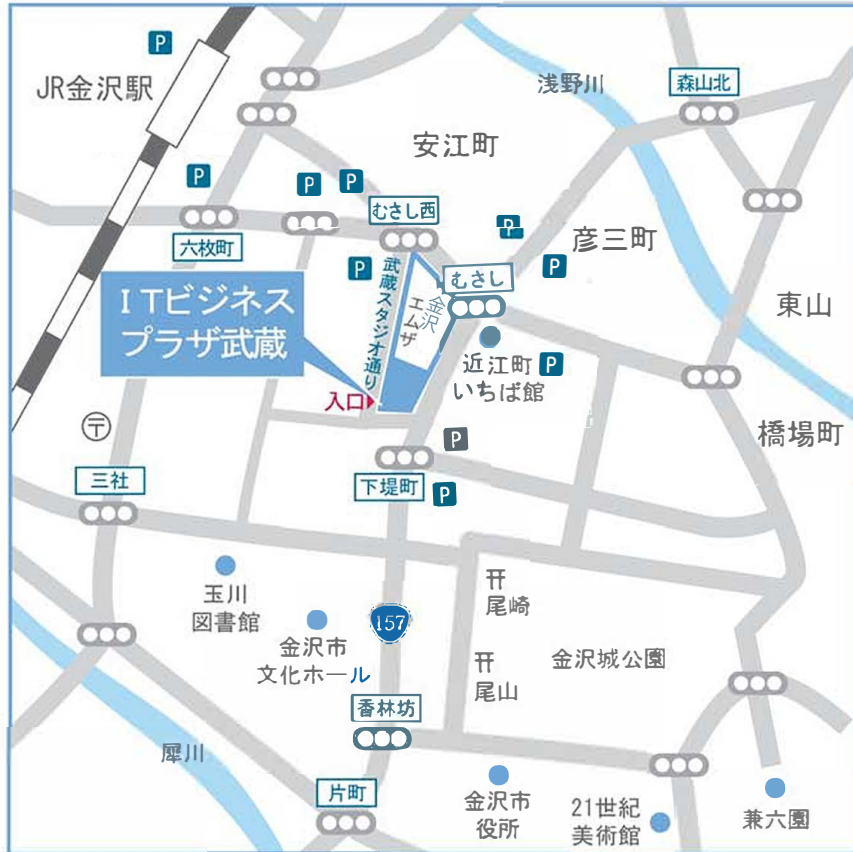 P
JR金沢駅
浅野川
森山北
安江町
P
P
P
むさし西
六枚町
P
彦三町
P
P
むさし
東山
ITビジネス
プラザ武蔵
武蔵スタジオ通り
金沢
エムザ
近江町
いちば館
P
入口
橋場町
〒
P
三社
下堤町
P
玉川
図書館
尾崎
157
金沢市
文化ホール
尾山
金沢城公園
香林坊
犀川
片町
金沢市
役所
21世紀
美術館
兼六園